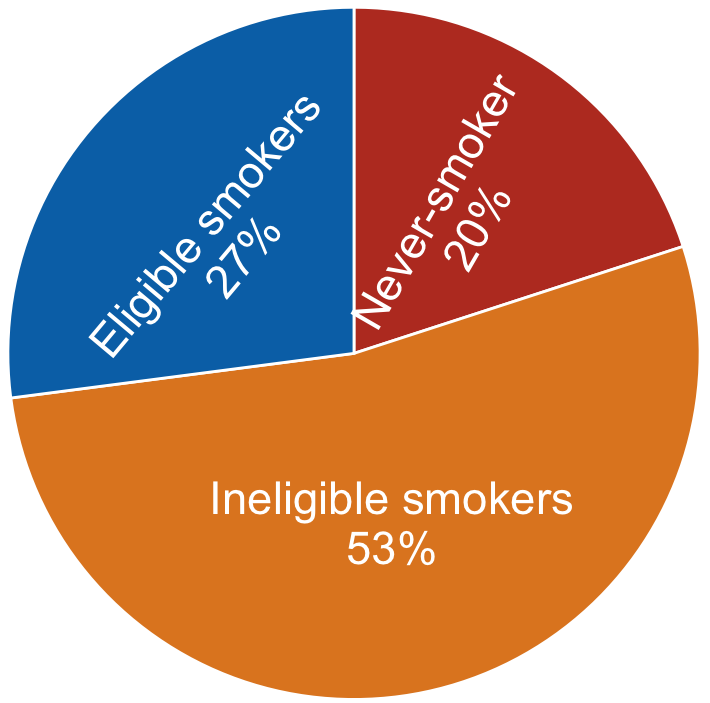 Eligible smokers
27%
Never-smoker
20%
Ineligible smokers
53%